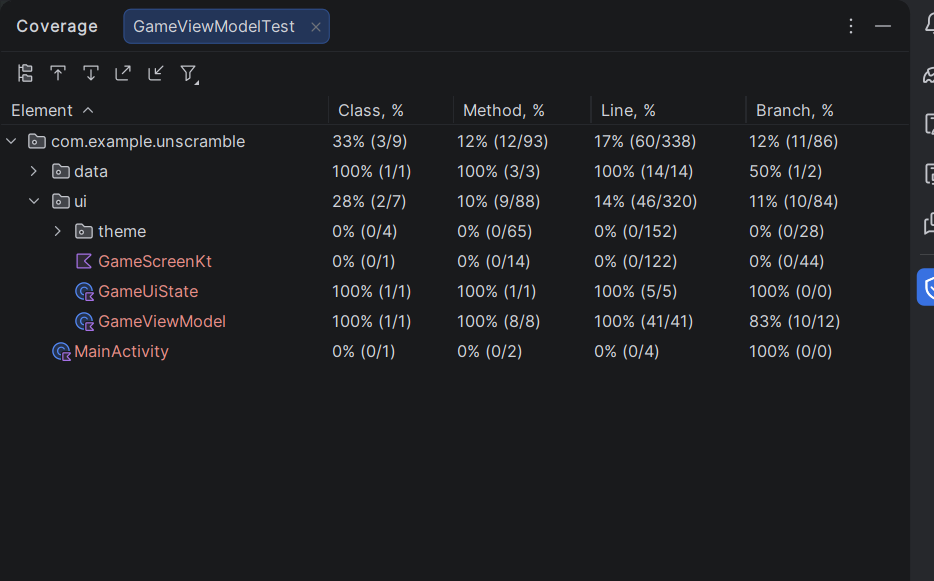 Coverage GameViewModelTest
Element Class, % Method, % Line, % Branch, %
com.example.unscramble 33% (3/9) 12% (12/93) 17% (60/338) 12% (11/86)
data 100% (1/1) 100% (3/3) 100% (14/14) 50% (1/2)
ui 28% (2/7) 10% (9/88) 14% (46/320) 11% (10/84)
theme 0% (0/4) 0% (0/65) 0% (0/152) 0% (0/28)
GameScreenKt 0% (0/1) 0% (0/14) 0% (0/122) 0% (0/44)
GameUiState 100% (1/1) 100% (1/1) 100% (5/5) 100% (0/0)
GameViewModel 100% (1/1) 100% (8/8) 100% (41/41) 83% (10/12)
MainActivity 0% (0/1) 0% (0/2) 0% (0/4) 100% (0/0)